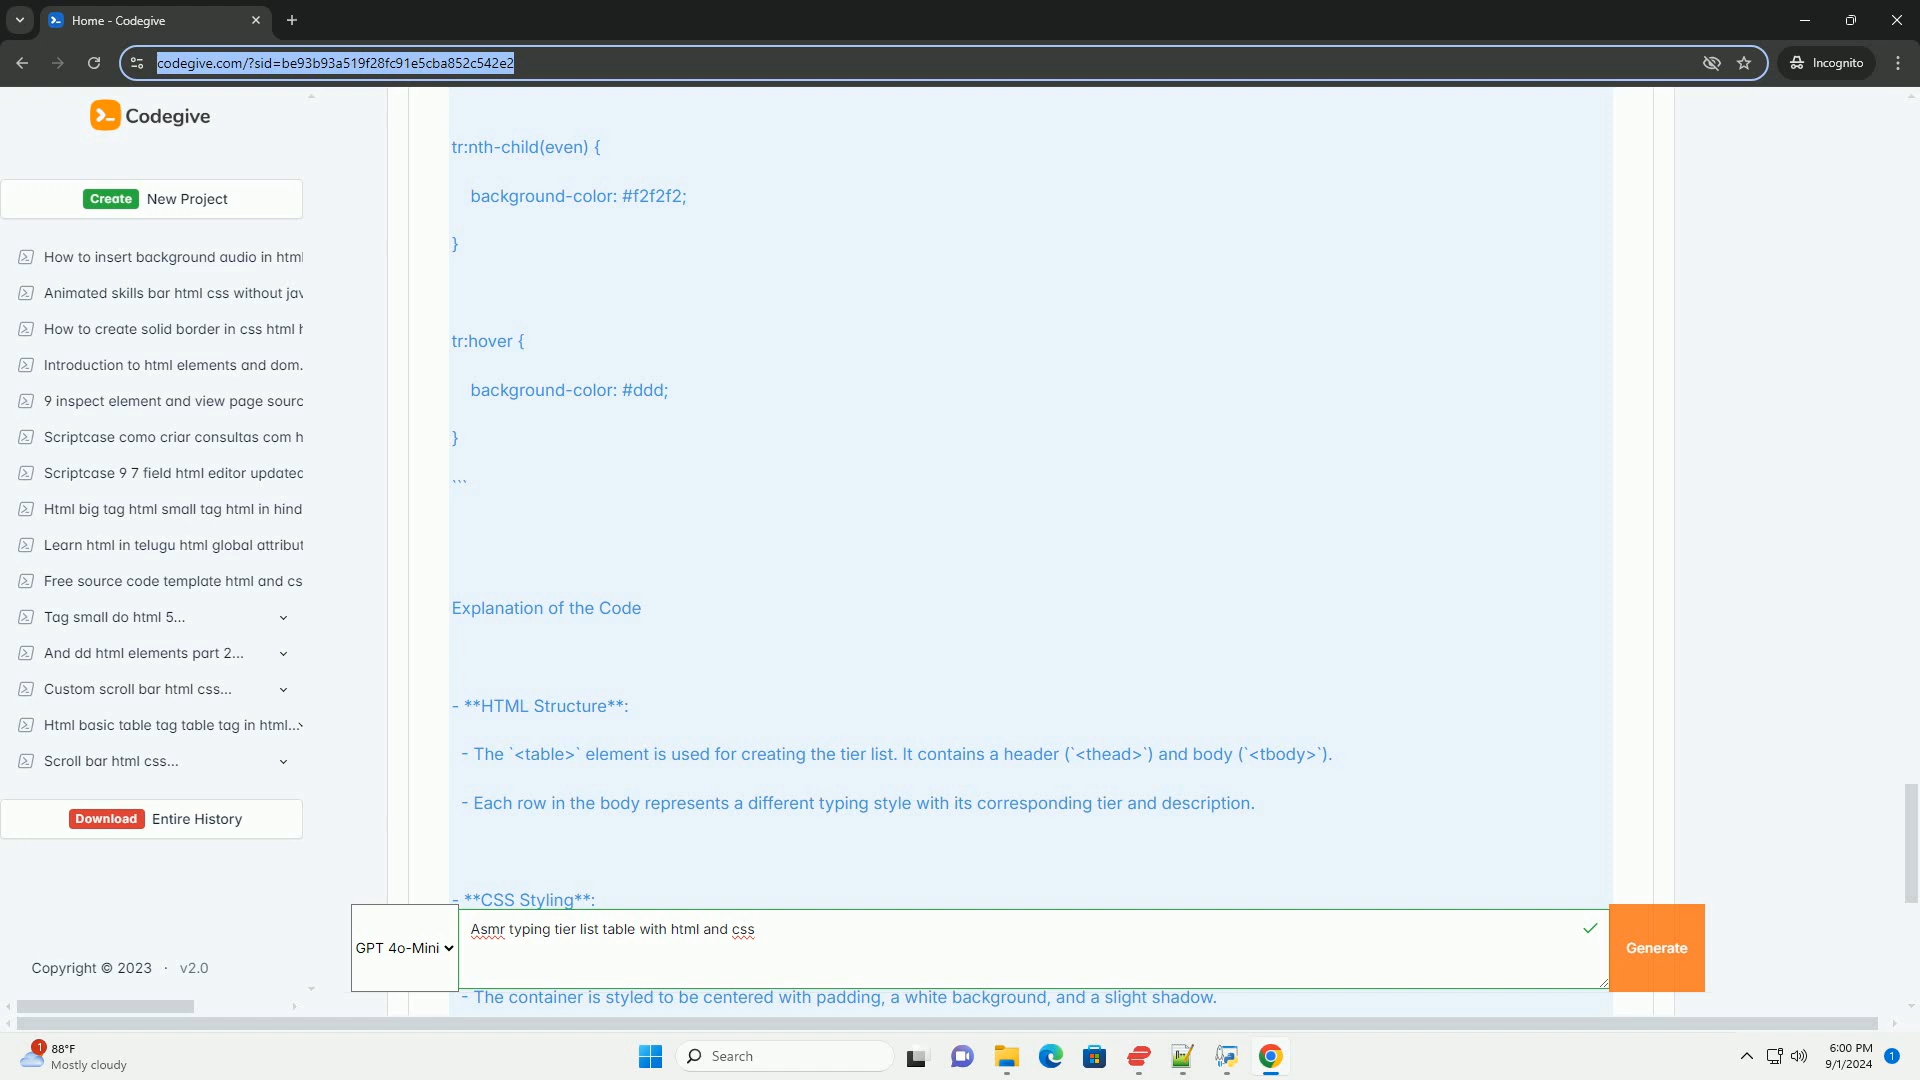 Home - Codegive
codegive.com/?sid=be93b93a519f28fc91e5cba852c542e2
Incognito
Codegive
Create New Project
How to insert background audio in html
Animated skills bar html css without jav
How to create solid border in css html h
Introduction to html elements and dom.
9 inspect element and view page sourc
Scriptcase como criar consultas com h
Scriptcase 9 7 field html editor updated
Html big tag html small tag html in hind
Learn html in telugu html global attribut
Free source code template html and cs
Tag small do html 5...
And dd html elements part 2...
Custom scroll bar html css...
Html basic table tag table tag in html...
Scroll bar html css...
Download Entire History
Copyright © 2023 · v2.0
tr:nth-child(even) {
background-color: #f2f2f2;
}
tr:hover {
background-color: #ddd;
}
```
Explanation of the Code
- **HTML Structure**:
- The `<table>` element is used for creating the tier list. It contains a header (`<thead>`) and body (`<tbody>`).
- Each row in the body represents a different typing style with its corresponding tier and description.
- **CSS Styling**:
GPT 4o-Mini
Asmr typing tier list table with html and css
Generate
- The container is styled to be centered with padding, a white background, and a slight shadow.
1
88°F
Mostly cloudy
Search
6:00 PM
9/1/2024
1